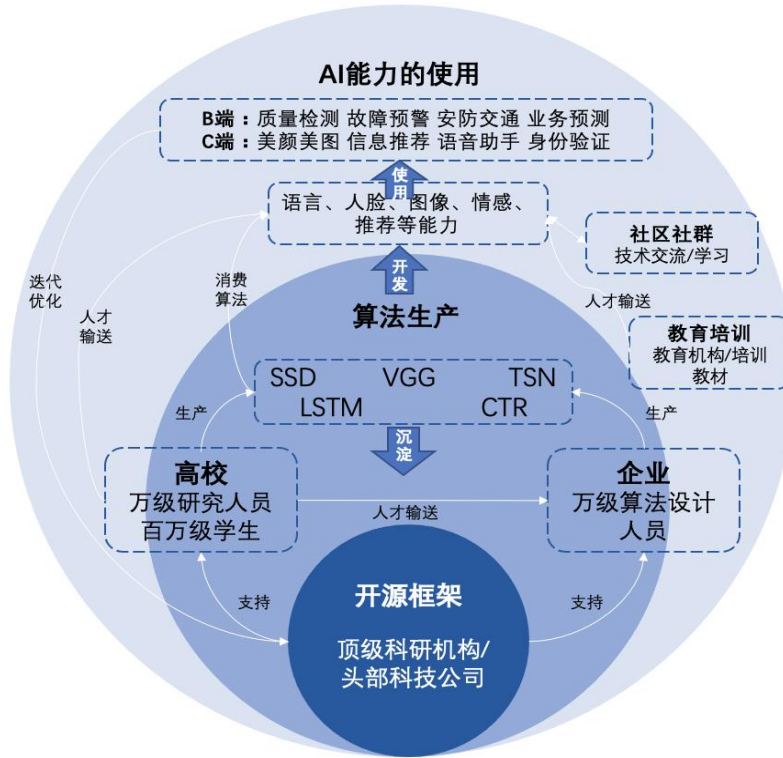 AI能力的使用
B端：质量检测 故障预警 安防交通 业务预测
C端：美颜美图 信息推荐 语音助手 身份验证
使
用
语言、人脸、图像、情感、
推荐等能力
社区社群
技术交流/学习
开
发
迭代
优化
人才
输送
消费
算法
人才输送
算法生产
教育培训
教育机构/培训
教材
SSD VGG TSN
LSTM CTR
生产
生产
沉
淀
高校
万级研究人员
百万级学生
人才输送
企业
万级算法设计
人员
支持
支持
开源框架
顶级科研机构/
头部科技公司